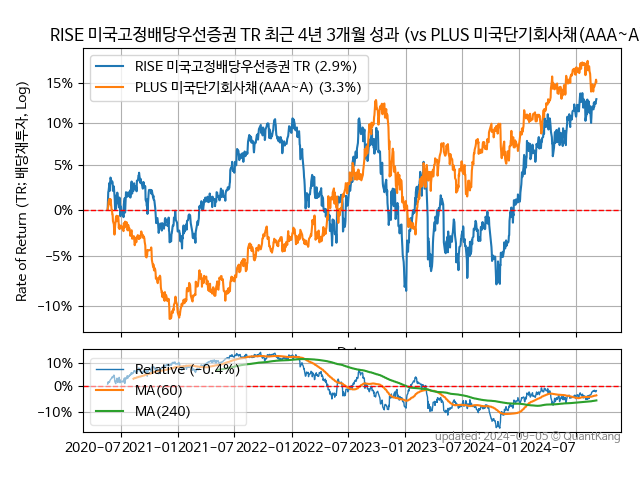 RISE 미국고정배당우선증권 TR 최근 4년 3개월 성과 (vs PLUS 미국단기회사채(AAA~A
RISE 미국고정배당우선증권 TR (2.9%)
PLUS 미국단기회사채(AAA~A) (3.3%)
Rate of Return (TR: 배당재투자, Log)
15%
10%
5%
0%
−5%
−10%
Relative (−0.4%)
MA(60)
MA(240)
10%
0%
−10%
2020-07 2021-01 2021-07 2022-01 2022-07 2023-01 2023-07 2024-01 2024-07
updated: 2024-09-05 © QuantKang